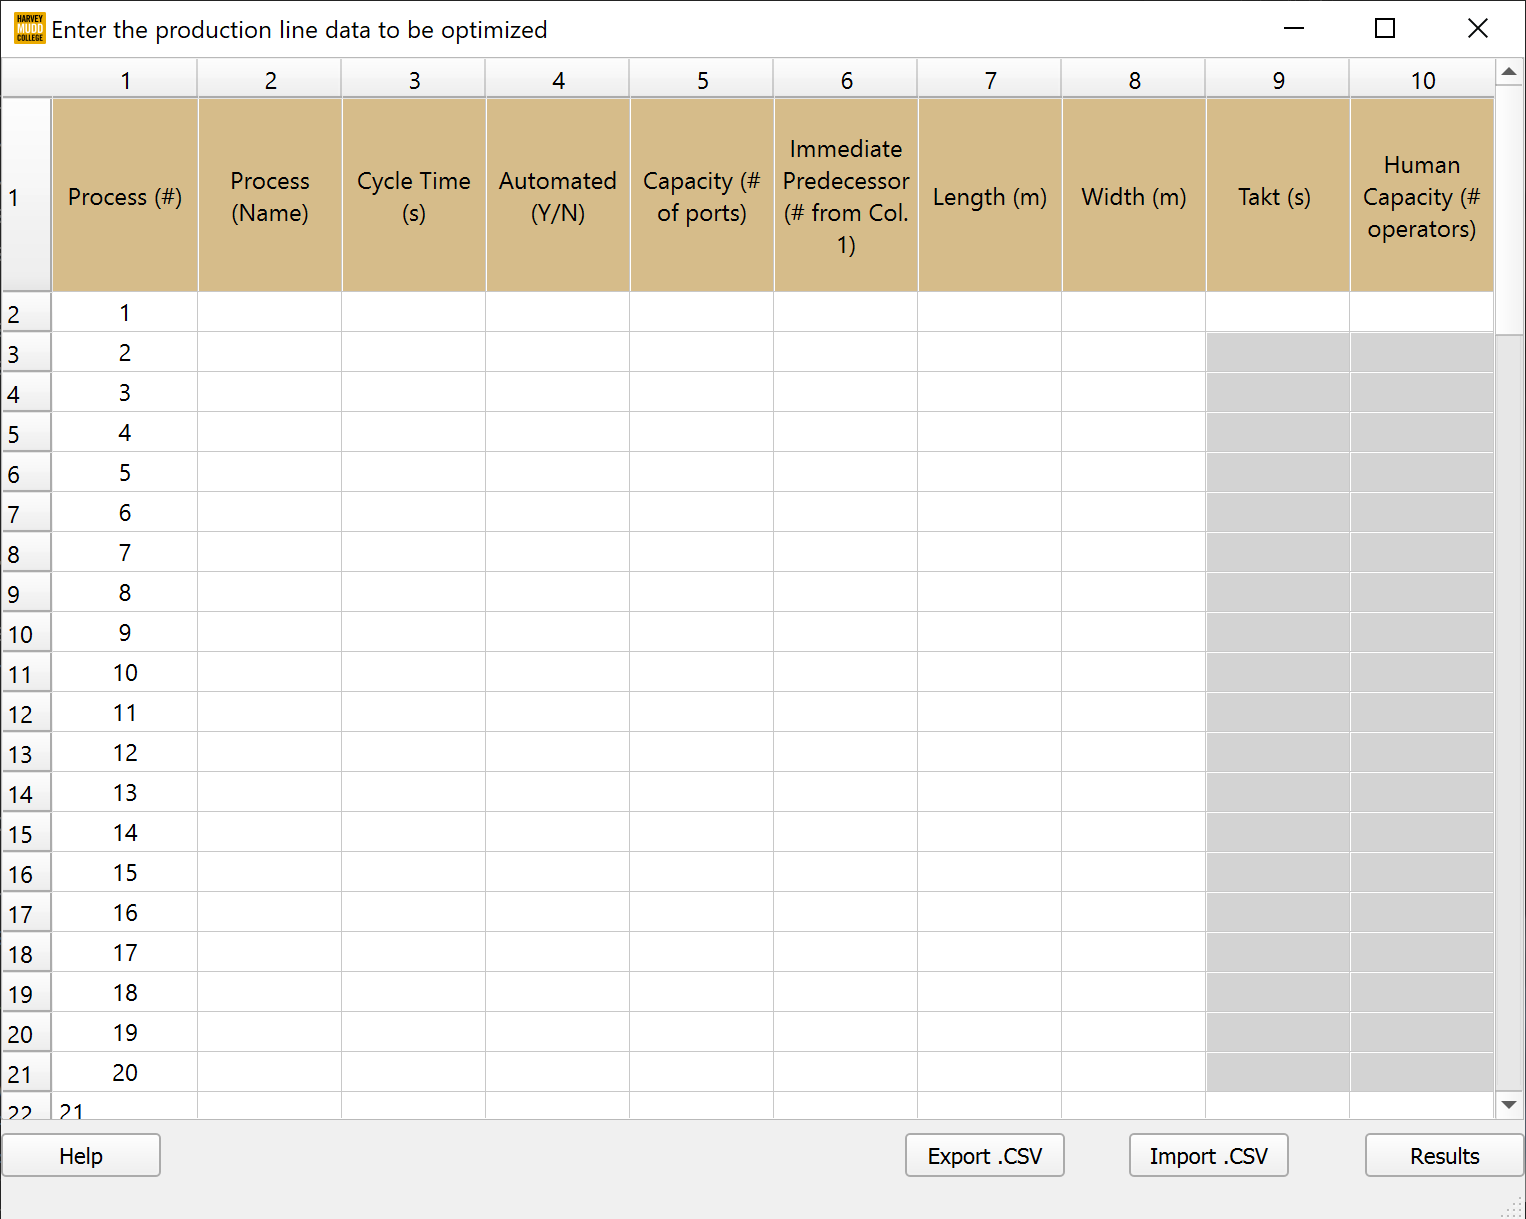 HARVEY
MUDD
COLLEGE
Enter the production line data to be optimized
1 2 3 4 5 6 7 8 9 10
1
Process (#)
Process
(Name)
Cycle Time
(s)
Automated
(Y/N)
Capacity (#
of ports)
Immediate
Predecessor
(# from Col.
1)
Length (m)
Width (m)
Takt (s)
Human
Capacity (#
operators)
2 1
3 2
4 3
5 4
6 5
7 6
8 7
9 8
10 9
11 10
12 11
13 12
14 13
15 14
16 15
17 16
18 17
19 18
20 19
21 20
22 21
Help Export .CSV Import .CSV Results